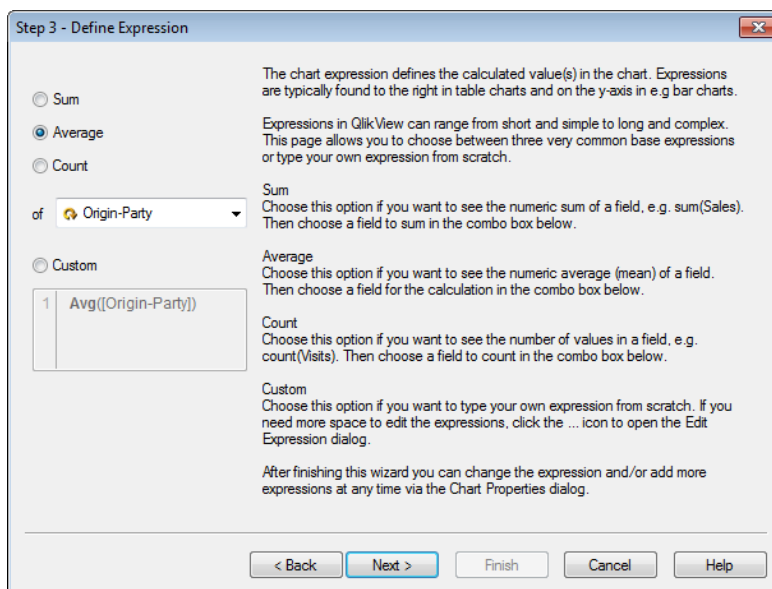 Step 3 - Define Expression
Sum
Average
Count
of Origin-Party
Custom
1 Avg([Origin-Party])
The chart expression defines the calculated value(s) in the chart. Expressions
are typically found to the right in table charts and on the y-axis in e.g bar charts.
Expressions in QlikView can range from short and simple to long and complex.
This page allows you to choose between three very common base expressions
or type your own expression from scratch.
Sum
Choose this option if you want to see the numeric sum of a field, e.g. sum(Sales).
Then choose a field to sum in the combo box below.
Average
Choose this option if you want to see the numeric average (mean) of a field.
Then choose a field for the calculation in the combo box below.
Count
Choose this option if you want to see the number of values in a field, e.g.
count(Visits). Then choose a field to count in the combo box below.
Custom
Choose this option if you want to type your own expression from scratch. If you
need more space to edit the expressions, click the ... icon to open the Edit
Expression dialog.
After finishing this wizard you can change the expression and/or add more
expressions at any time via the Chart Properties dialog.
< Back Next > Finish Cancel Help